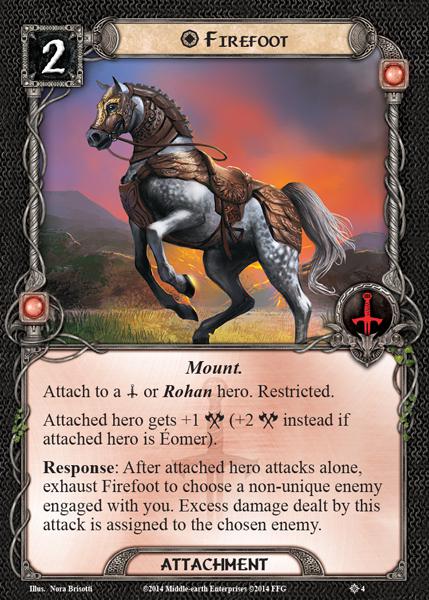 2
FIREFOOT
Mount.
Attach to a or Rohan hero. Restricted.
Attached hero gets +1 (+2 instead if
attached hero is Éomer).
Response: After attached hero attacks alone,
exhaust Firefoot to choose a non-unique enemy
engaged with you. Excess damage dealt by this
attack is assigned to the chosen enemy.
ATTACHMENT
Illus. Nora Brisotti ©2014 Middle-earth Enterprises ©2014 FFG 4